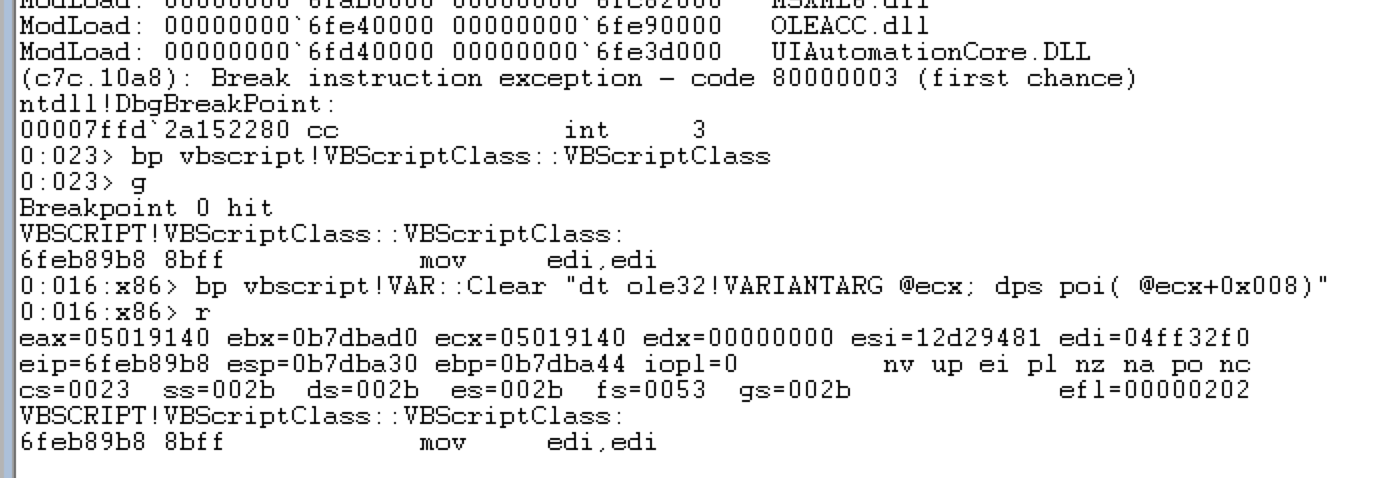 ModLoad: 00000000`6fab0000 00000000`6fc82000   MSXML6.dll
ModLoad: 00000000`6fe40000 00000000`6fe90000   OLEACC.dll
ModLoad: 00000000`6fd40000 00000000`6fe3d000   UIAutomationCore.DLL
(c7c.10a8): Break instruction exception - code 80000003 (first chance)
ntdll!DbgBreakPoint:
00007ffd`2a152280 cc              int     3
0:023> bp vbscript!VBScriptClass::VBScriptClass
0:023> g
Breakpoint 0 hit
VBSCRIPT!VBScriptClass::VBScriptClass:
6feb89b8 8bff            mov     edi,edi
0:016:x86> bp vbscript!VAR::Clear "dt ole32!VARIANTARG @ecx; dps poi( @ecx+0x008)"
0:016:x86> r
eax=05019140 ebx=0b7dbad0 ecx=05019140 edx=00000000 esi=12d29481 edi=04ff32f0
eip=6feb89b8 esp=0b7dba30 ebp=0b7dba44 iopl=0         nv up ei pl nz na po nc
cs=0023  ss=002b  ds=002b  es=002b  fs=0053  gs=002b             efl=00000202
VBSCRIPT!VBScriptClass::VBScriptClass:
6feb89b8 8bff            mov     edi,edi